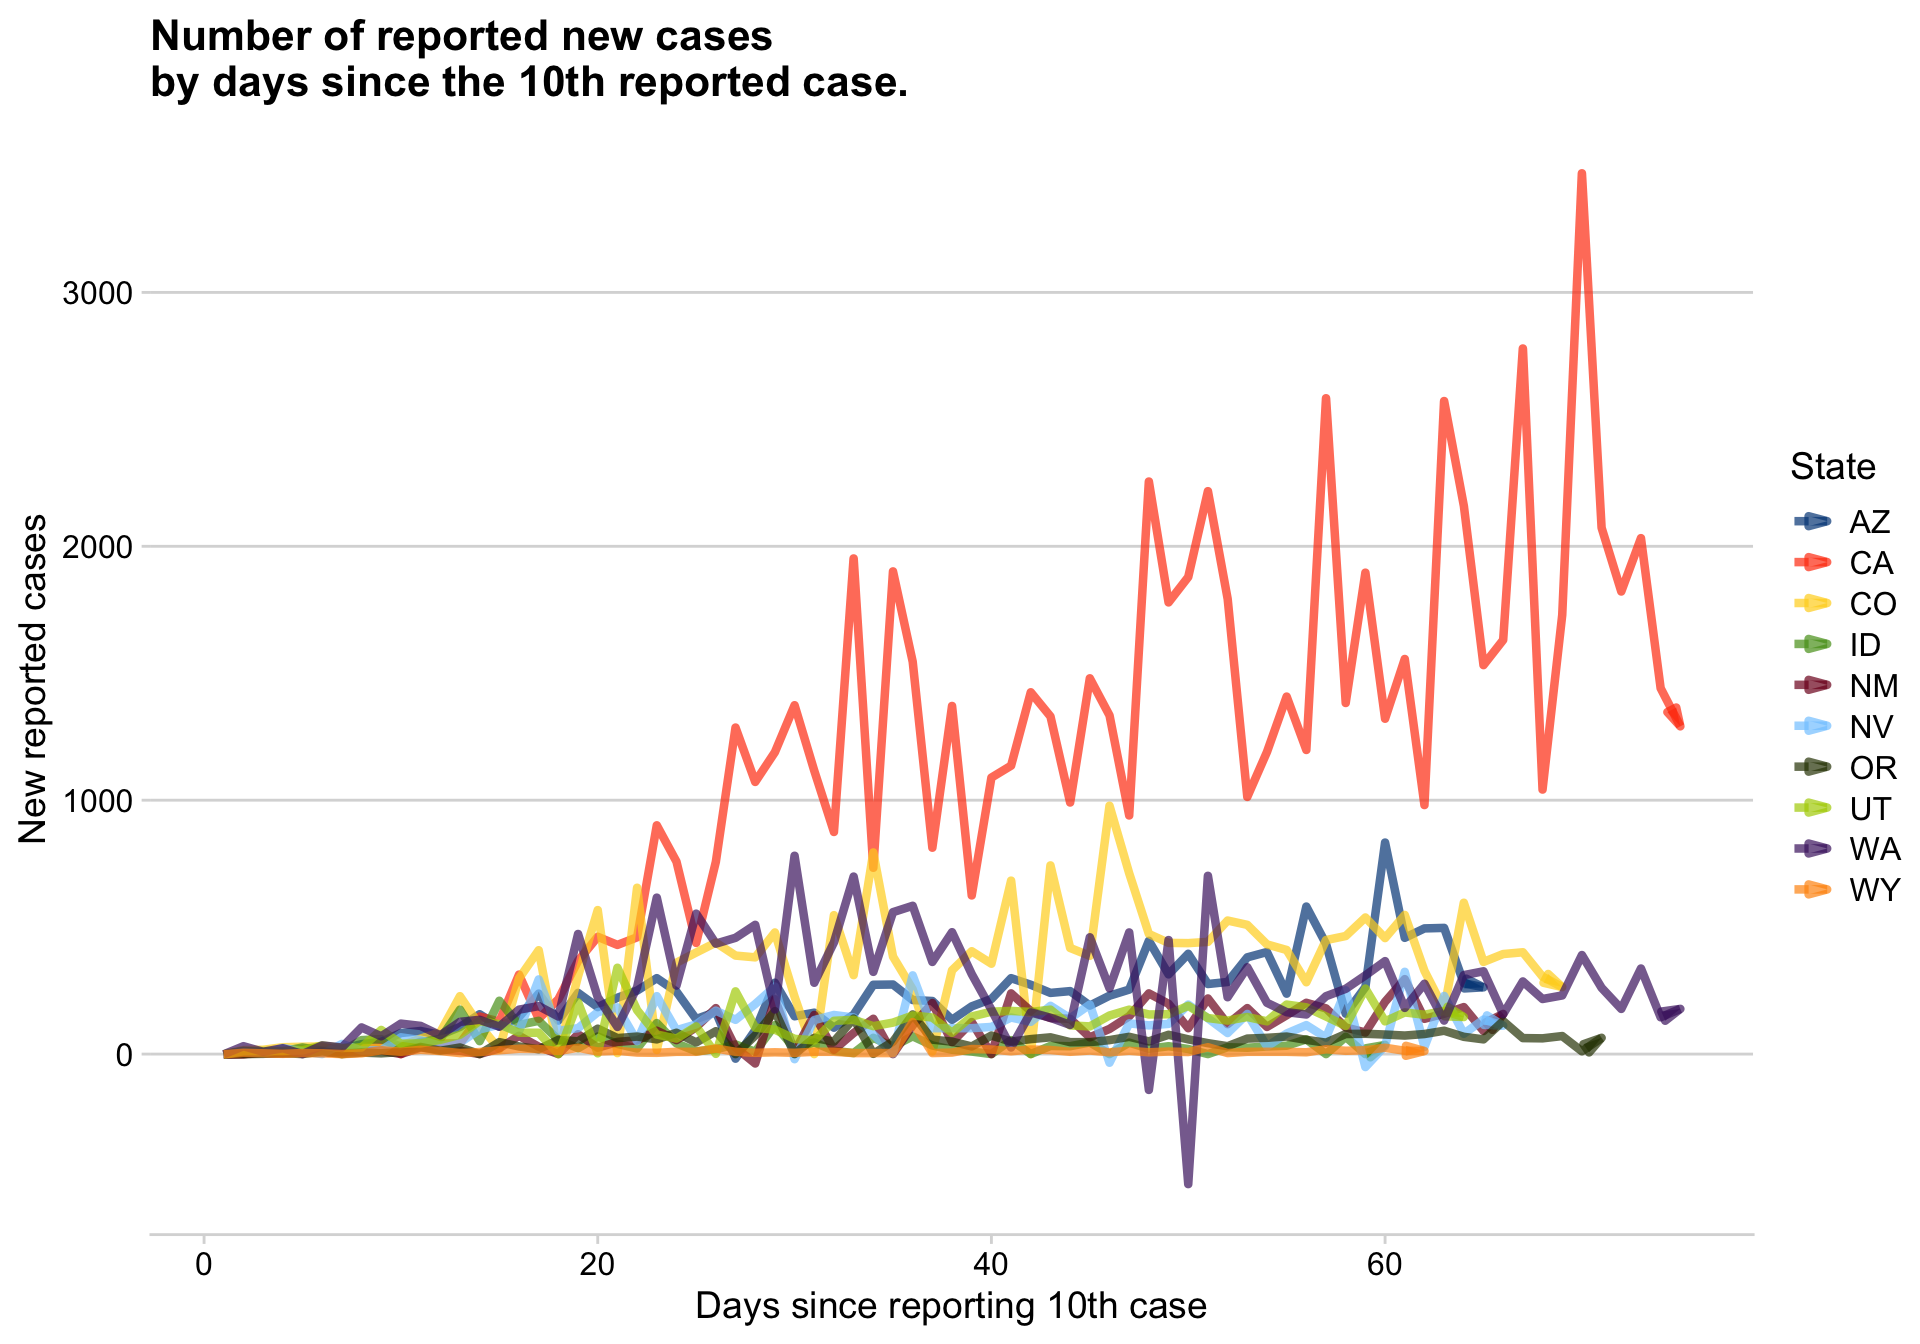 Number of reported new cases
by days since the 10th reported case.
3000
2000
1000
0
New reported cases
0
20
40
60
Days since reporting 10th case
State
AZ
CA
CO
ID
NM
NV
OR
UT
WA
WY